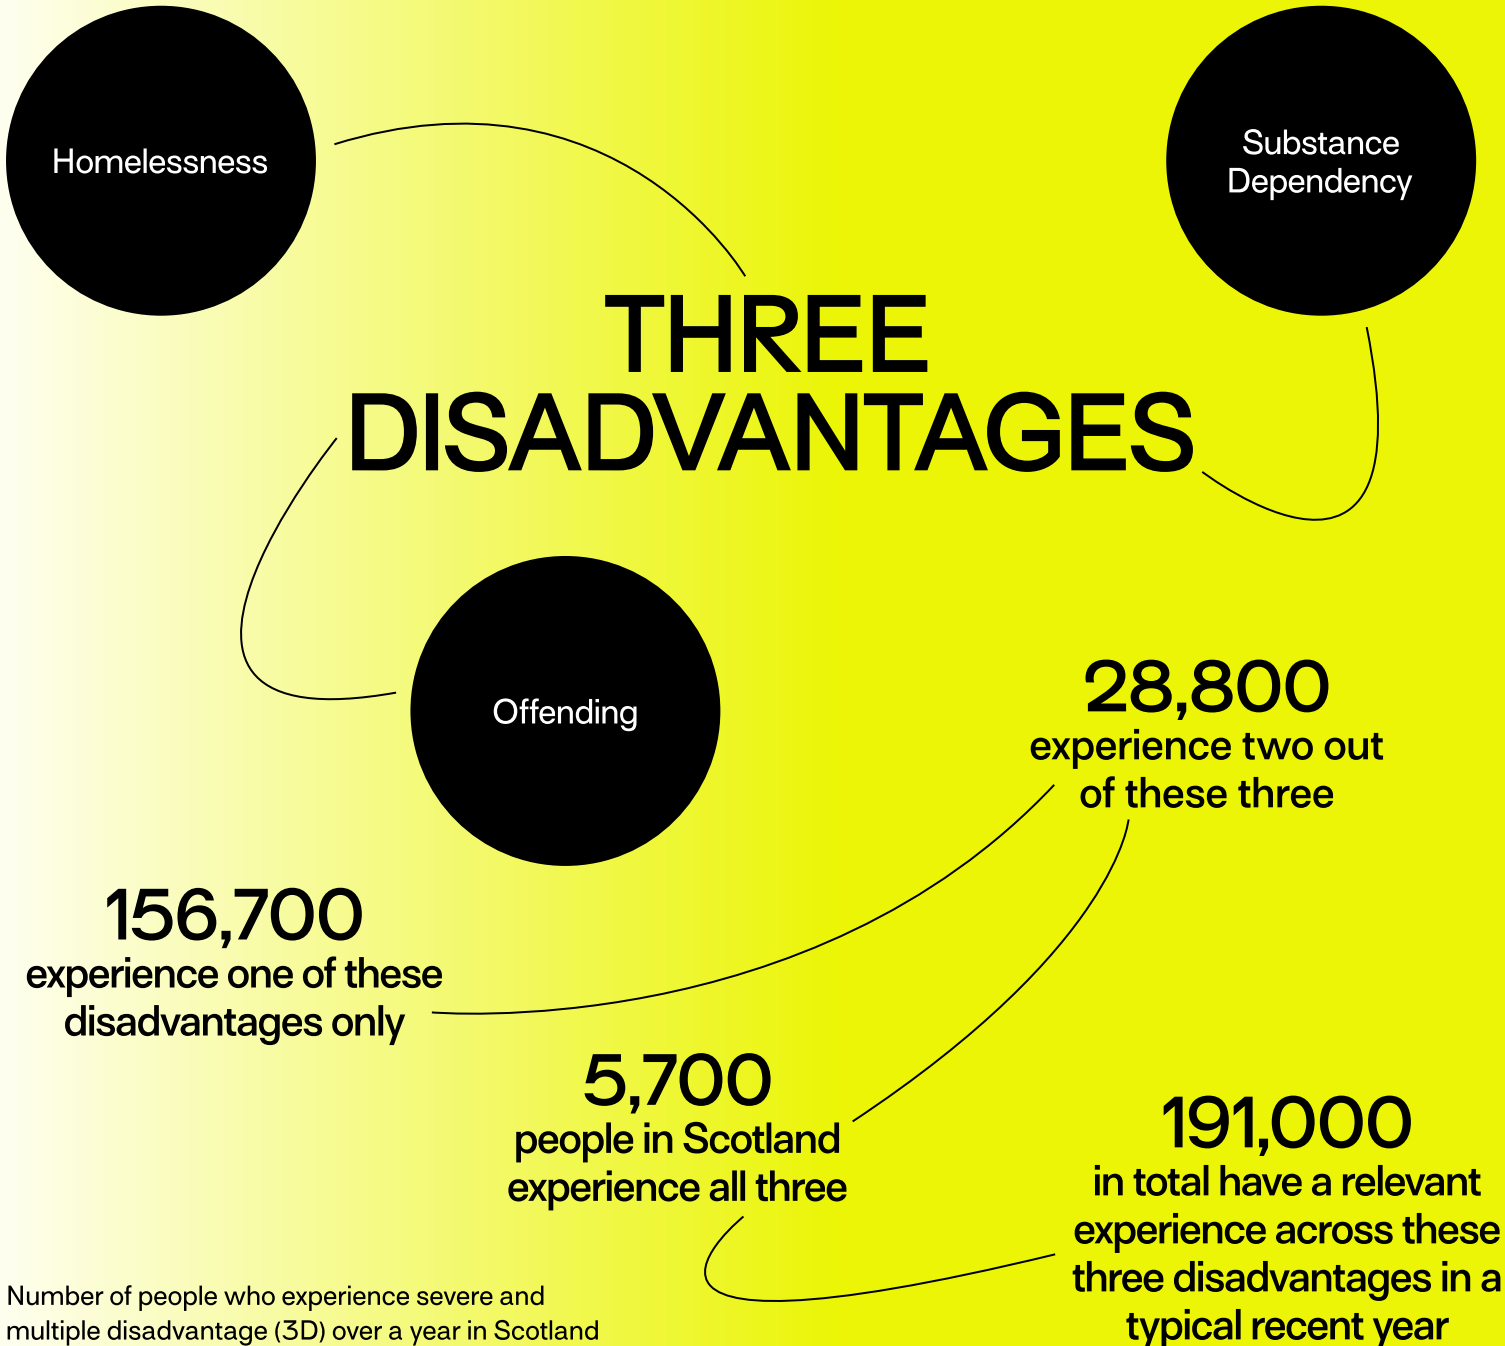 Homelessness
Substance
Dependency
THREE
DISADVANTAGES
Offending
28,800
experience two out
of these three
156,700
experience one of these
disadvantages only
5,700
people in Scotland
experience all three
191,000
in total have a relevant
experience across these
three disadvantages in a
typical recent year
Number of people who experience severe and
multiple disadvantage (3D) over a year in Scotland